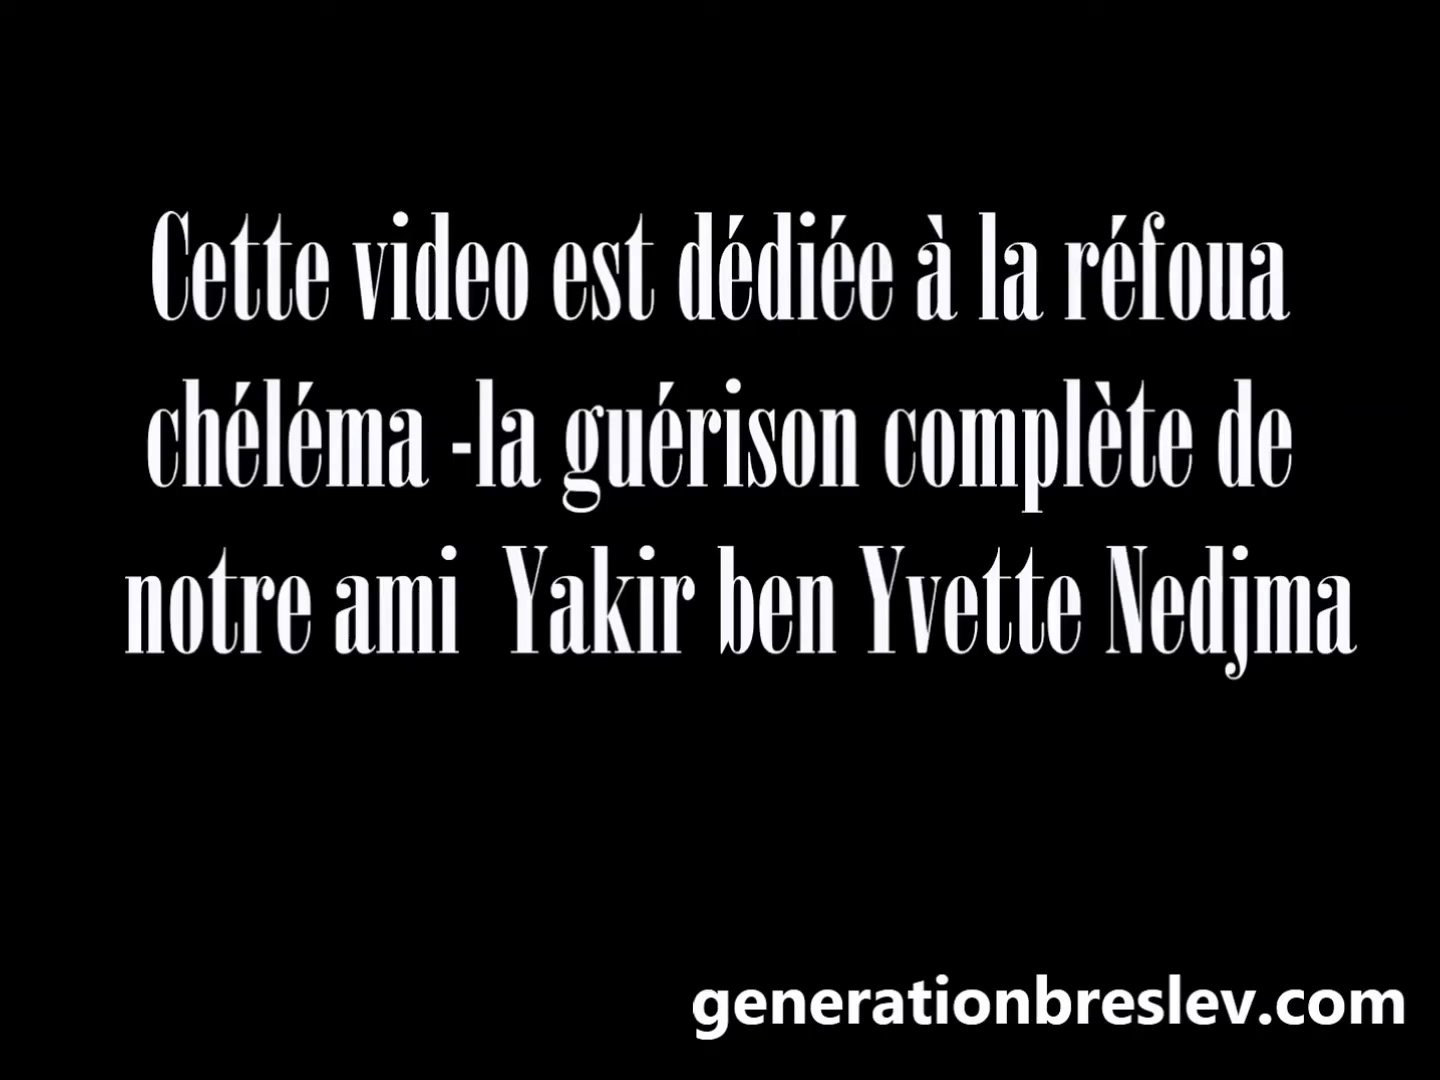 Cette video est dédiée à la réfoua
chéléma -la guérison complète de
notre ami  Yakir ben Yvette Nedjma
generationbreslev.com